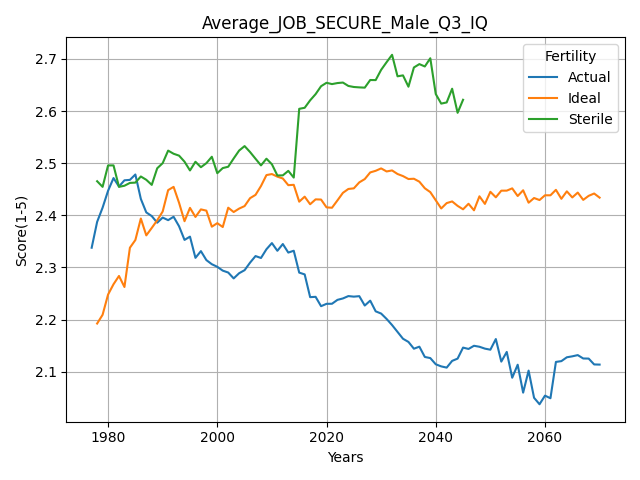 Average_JOB_SECURE_Male_Q3_IQ
Fertility
Actual
Ideal
Sterile
Score(1-5)
2.7
2.6
2.5
2.4
2.3
2.2
2.1
1980
2000
2020
2040
2060
Years